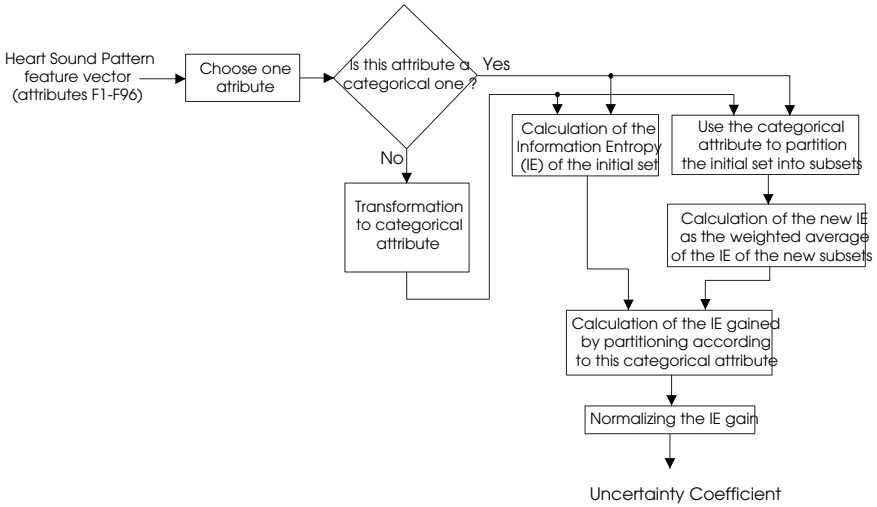 Heart Sound Pattern
feature vector
(attributes F1-F96)
Choose one
atribute
Is this attribute a
categorical one ?
Yes
No
Transformation
to categorical
attribute
Calculation of the
Information Entropy
(IE) of the initial set
Use the categorical
attribute to partition
the initial set into subsets
Calculation of the new IE
as the weighted average
of the IE of the new subsets
Calculation of the IE gained
by partitioning according
to this categorical attribute
Normalizing the IE gain
Uncertainty Coefficient